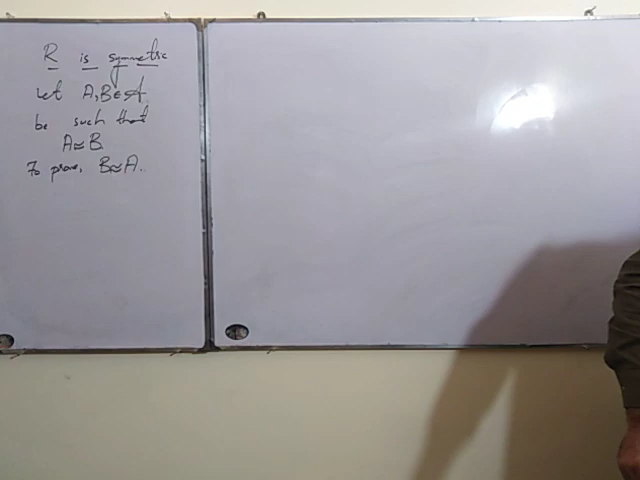 R is symmetric
Let A, B ∈ 𝒜
be such that
A ≈ B
To prove, B ≈ A.